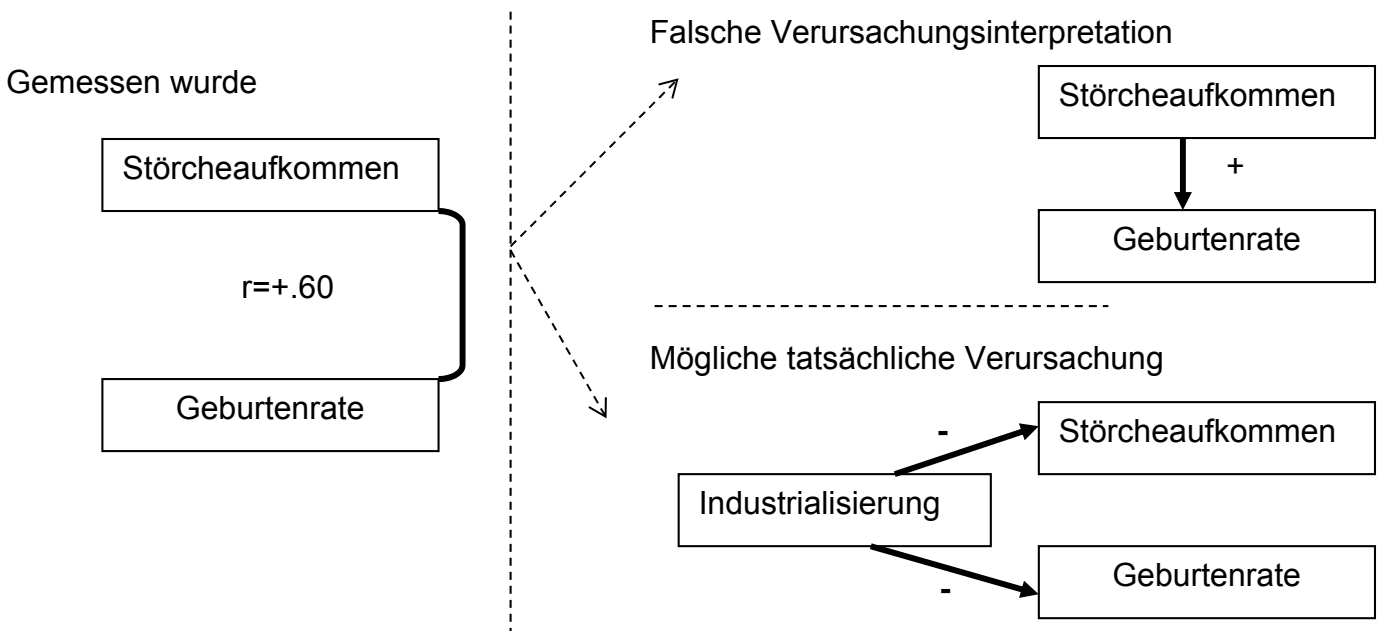 Gemessen wurde
Störcheaufkommen
r=+.60
Geburtenrate
Falsche Verursachungsinterpretation
Störcheaufkommen
+
Geburtenrate
Mögliche tatsächliche Verursachung
-
Störcheaufkommen
Industrialisierung
-
Geburtenrate